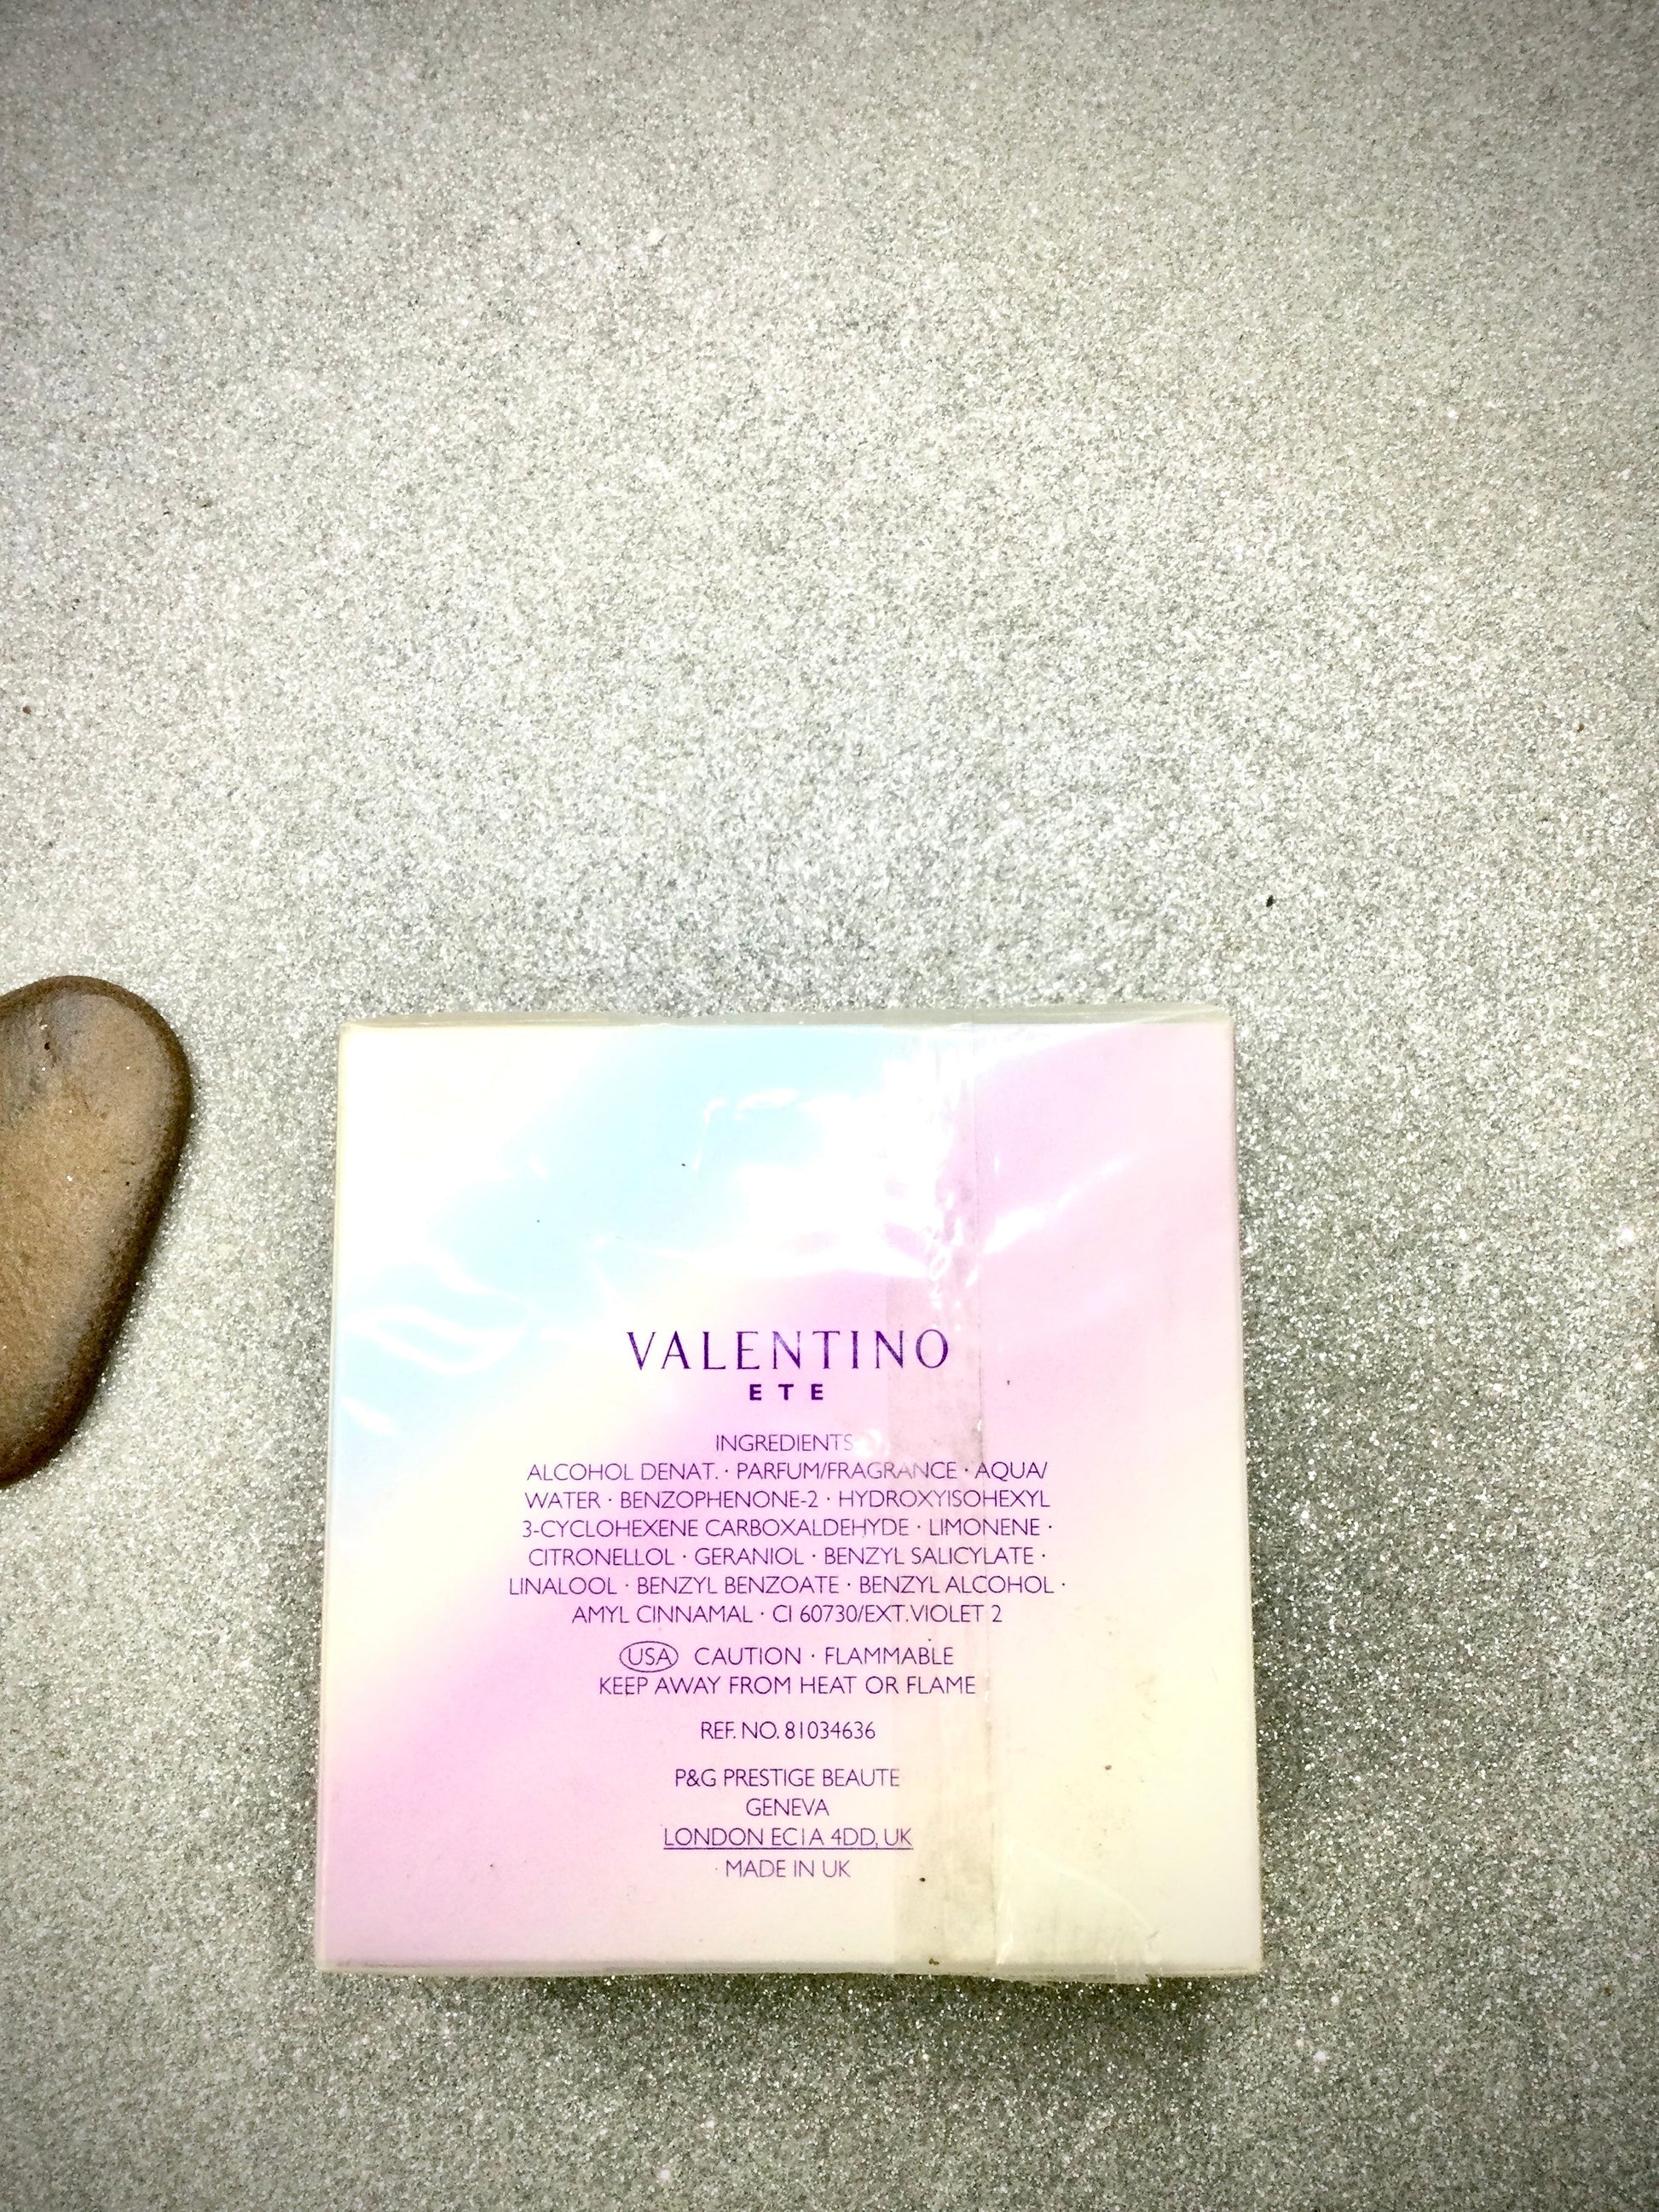 VALENTINO
ETE
INGREDIENTS
ALCOHOL DENAT. · PARFUM/FRAGRANCE · AQUA/
WATER · BENZOPHENONE-2 · HYDROXYISOHEXYL
3-CYCLOHEXENE CARBOXALDEHYDE · LIMONENE ·
CITRONELLOL · GERANIOL · BENZYL SALICYLATE ·
LINALOOL · BENZYL BENZOATE · BENZYL ALCOHOL ·
AMYL CINNAMAL · CI 60730/EXT.VIOLET 2
USA CAUTION · FLAMMABLE
KEEP AWAY FROM HEAT OR FLAME
REF. NO. 81034636
P&G PRESTIGE BEAUTE
GENEVA
LONDON EC1A 4DD, UK
· MADE IN UK